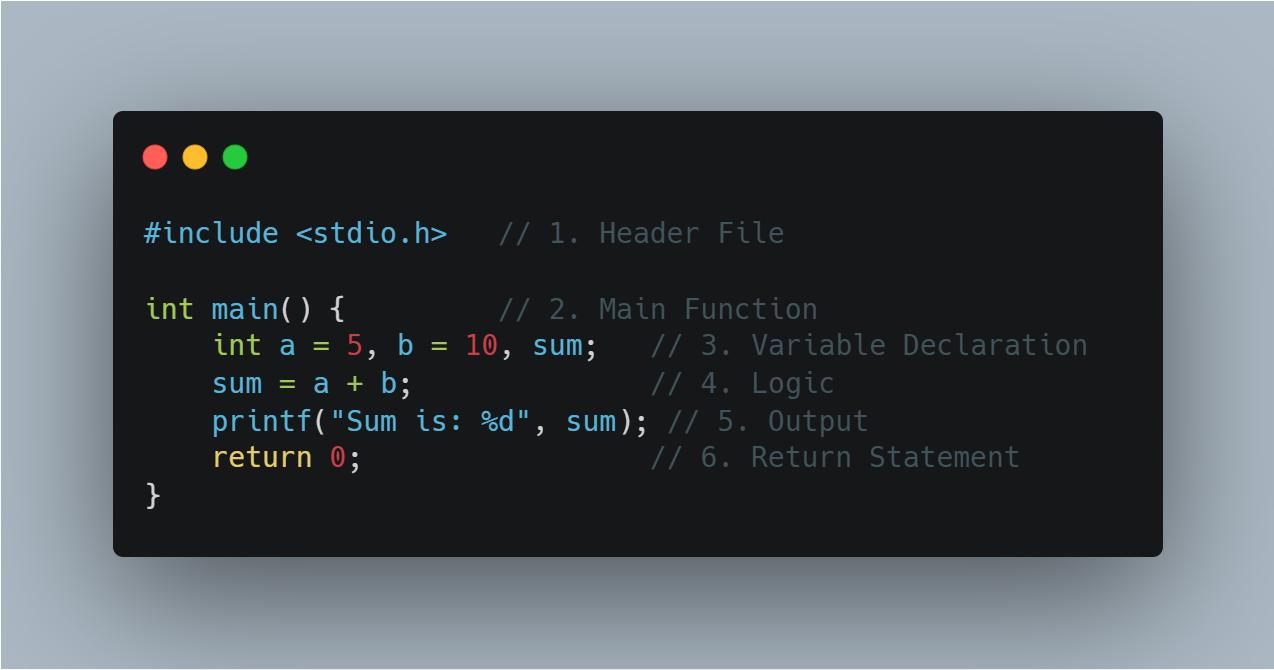 #include <stdio.h>   // 1. Header File

int main() {         // 2. Main Function
    int a = 5, b = 10, sum;   // 3. Variable Declaration
    sum = a + b;              // 4. Logic
    printf("Sum is: %d", sum); // 5. Output
    return 0;                 // 6. Return Statement
}